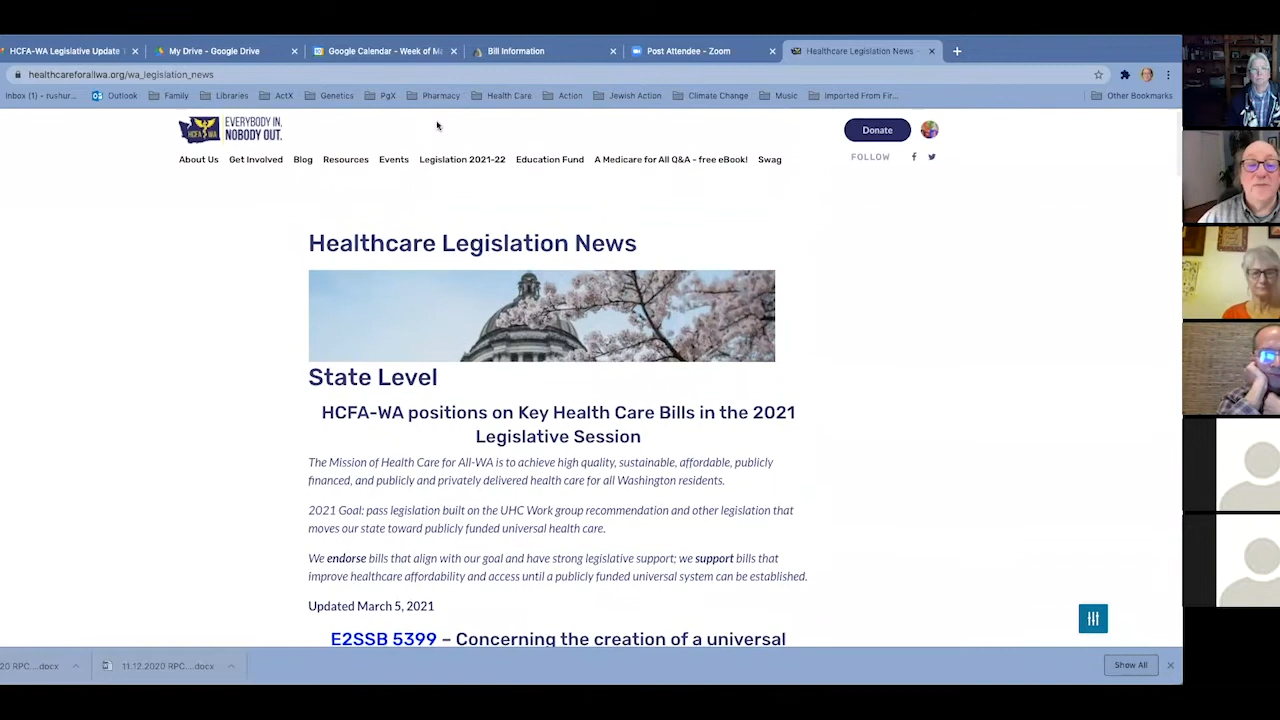 HCFA-WA Legislative Update
My Drive - Google Drive
Google Calendar - Week of Ma
Bill Information
Post Attendee - Zoom
Healthcare Legislation News -
healthcareforallwa.org/wa_legislation_news
Inbox (1) - rushur...
Outlook
Family
Libraries
ActX
Genetics
PgX
Pharmacy
Health Care
Action
Jewish Action
Climate Change
Music
Imported From Fir...
Other Bookmarks
HCFA WA
EVERYBODY IN.
NOBODY OUT.
Donate
FOLLOW
About Us
Get Involved
Blog
Resources
Events
Legislation 2021-22
Education Fund
A Medicare for All Q&A - free eBook!
Swag
Healthcare Legislation News
State Level
HCFA-WA positions on Key Health Care Bills in the 2021
Legislative Session
The Mission of Health Care for All-WA is to achieve high quality, sustainable, affordable, publicly
financed, and publicly and privately delivered health care for all Washington residents.
2021 Goal: pass legislation built on the UHC Work group recommendation and other legislation that
moves our state toward publicly funded universal health care.
We endorse bills that align with our goal and have strong legislative support; we support bills that
improve healthcare affordability and access until a publicly funded universal system can be established.
Updated March 5, 2021
E2SSB 5399 – Concerning the creation of a universal
20 RPC....docx
11.12.2020 RPC....docx
Show All